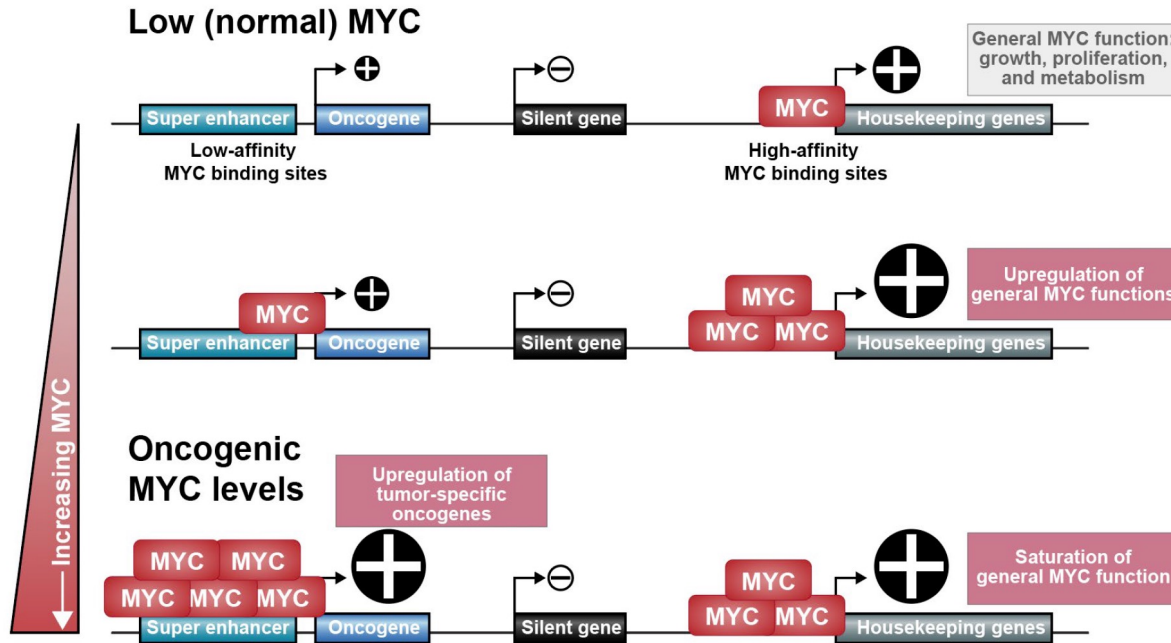 Low (normal) MYC
General MYC function:
growth, proliferation,
and metabolism
MYC
Super enhancer
Oncogene
Silent gene
Housekeeping genes
Low-affinity
MYC binding sites
High-affinity
MYC binding sites
MYC
MYC
MYC MYC
Upregulation of
general MYC functions
Super enhancer
Oncogene
Silent gene
Housekeeping genes
Increasing MYC
Oncogenic
MYC levels
Upregulation of
tumor-specific
oncogenes
MYC MYC
MYC MYC MYC
MYC
MYC MYC
Saturation of
general MYC function
Super enhancer
Oncogene
Silent gene
Housekeeping genes